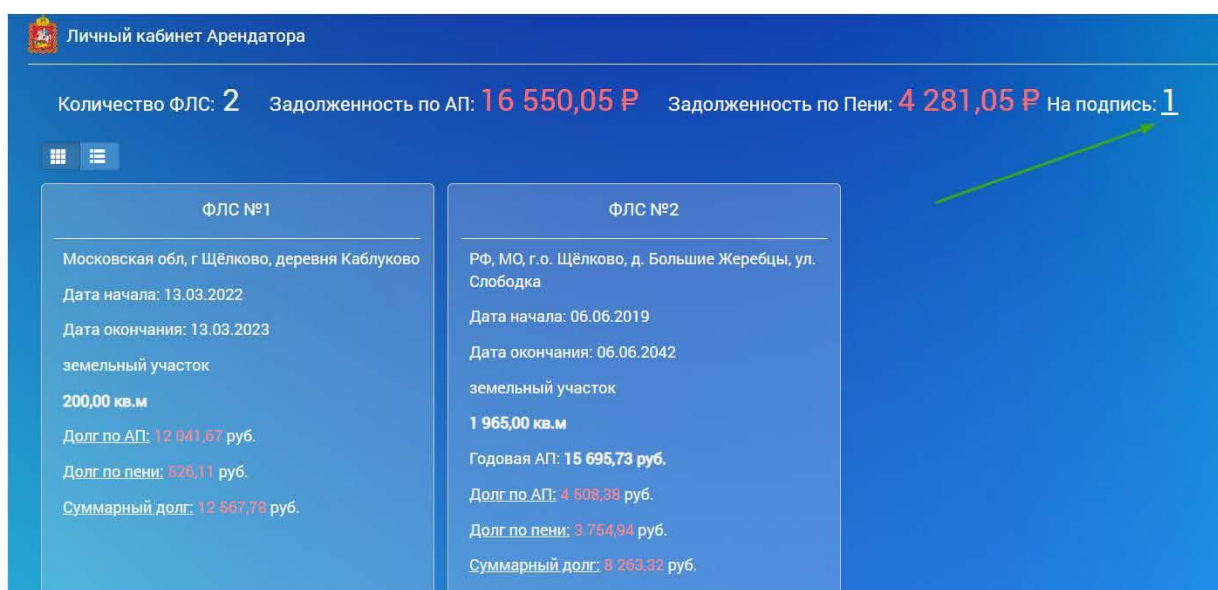 Личный кабинет Арендатора
Количество ФЛС: 2 Задолженность по АП: 16 550,05 ₽ Задолженность по Пени: 4 281,05 ₽ На подпись: 1
ФЛС №1
Московская обл, г Щёлково, деревня Каблуково
Дата начала: 13.03.2022
Дата окончания: 13.03.2023
земельный участок
200,00 кв.м
Долг по АП: 12 041,67 руб.
Долг по пени: 526,11 руб.
Суммарный долг: 12 567,78 руб.
ФЛС №2
РФ, МО, г.о. Щёлково, д. Большие Жеребцы, ул.
Слободка
Дата начала: 06.06.2019
Дата окончания: 06.06.2042
земельный участок
1 965,00 кв.м
Годовая АП: 15 695,73 руб.
Долг по АП: 4 508,38 руб.
Долг по пени: 3 754,94 руб.
Суммарный долг: 8 263,32 руб.